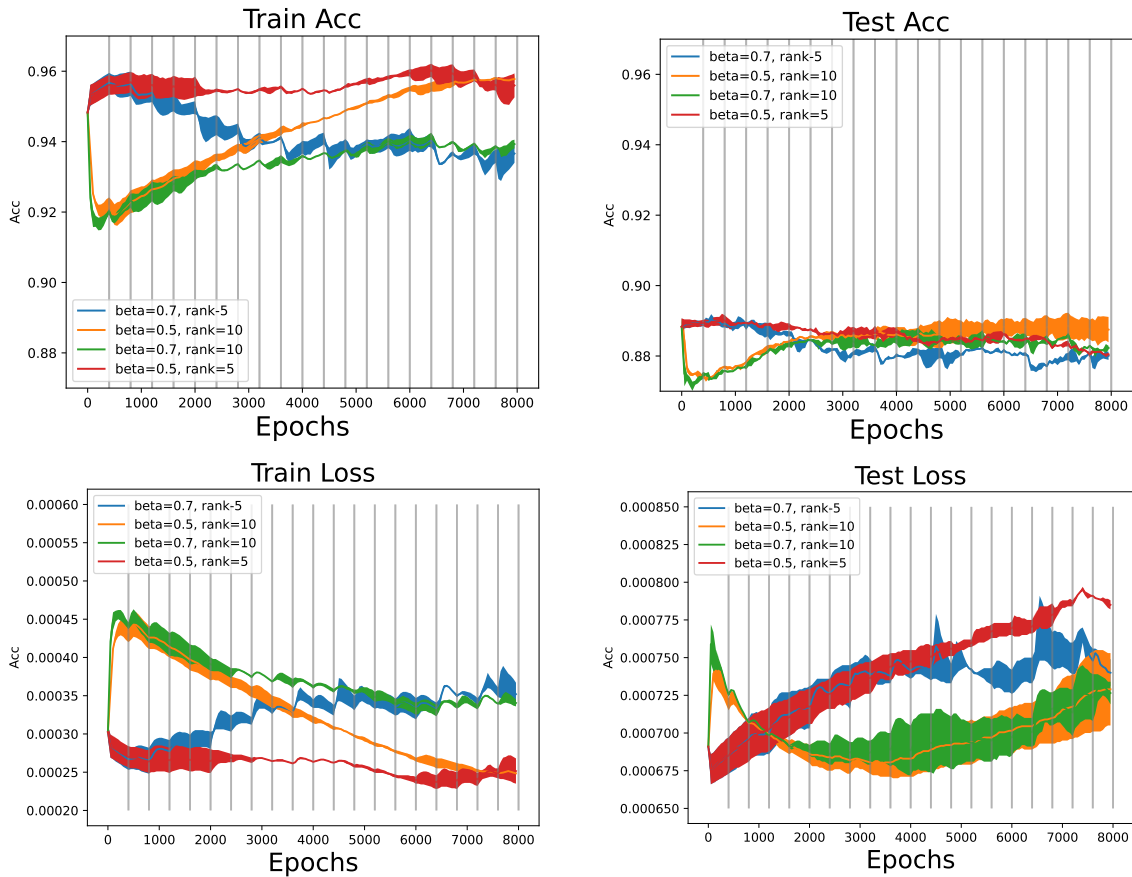 Train Acc
Acc
0.96
0.94
0.92
0.90
0.88
beta=0.7, rank-5
beta=0.5, rank=10
beta=0.7, rank=10
beta=0.5, rank=5
0 1000 2000 3000 4000 5000 6000 7000 8000
Epochs
Test Acc
Acc
0.96
0.94
0.92
0.90
0.88
beta=0.7, rank-5
beta=0.5, rank=10
beta=0.7, rank=10
beta=0.5, rank=5
0 1000 2000 3000 4000 5000 6000 7000 8000
Epochs
Train Loss
Acc
0.00060
0.00055
0.00050
0.00045
0.00040
0.00035
0.00030
0.00025
0.00020
beta=0.7, rank-5
beta=0.5, rank=10
beta=0.7, rank=10
beta=0.5, rank=5
0 1000 2000 3000 4000 5000 6000 7000 8000
Epochs
Test Loss
Acc
0.000850
0.000825
0.000800
0.000775
0.000750
0.000725
0.000700
0.000675
0.000650
beta=0.7, rank-5
beta=0.5, rank=10
beta=0.7, rank=10
beta=0.5, rank=5
0 1000 2000 3000 4000 5000 6000 7000 8000
Epochs